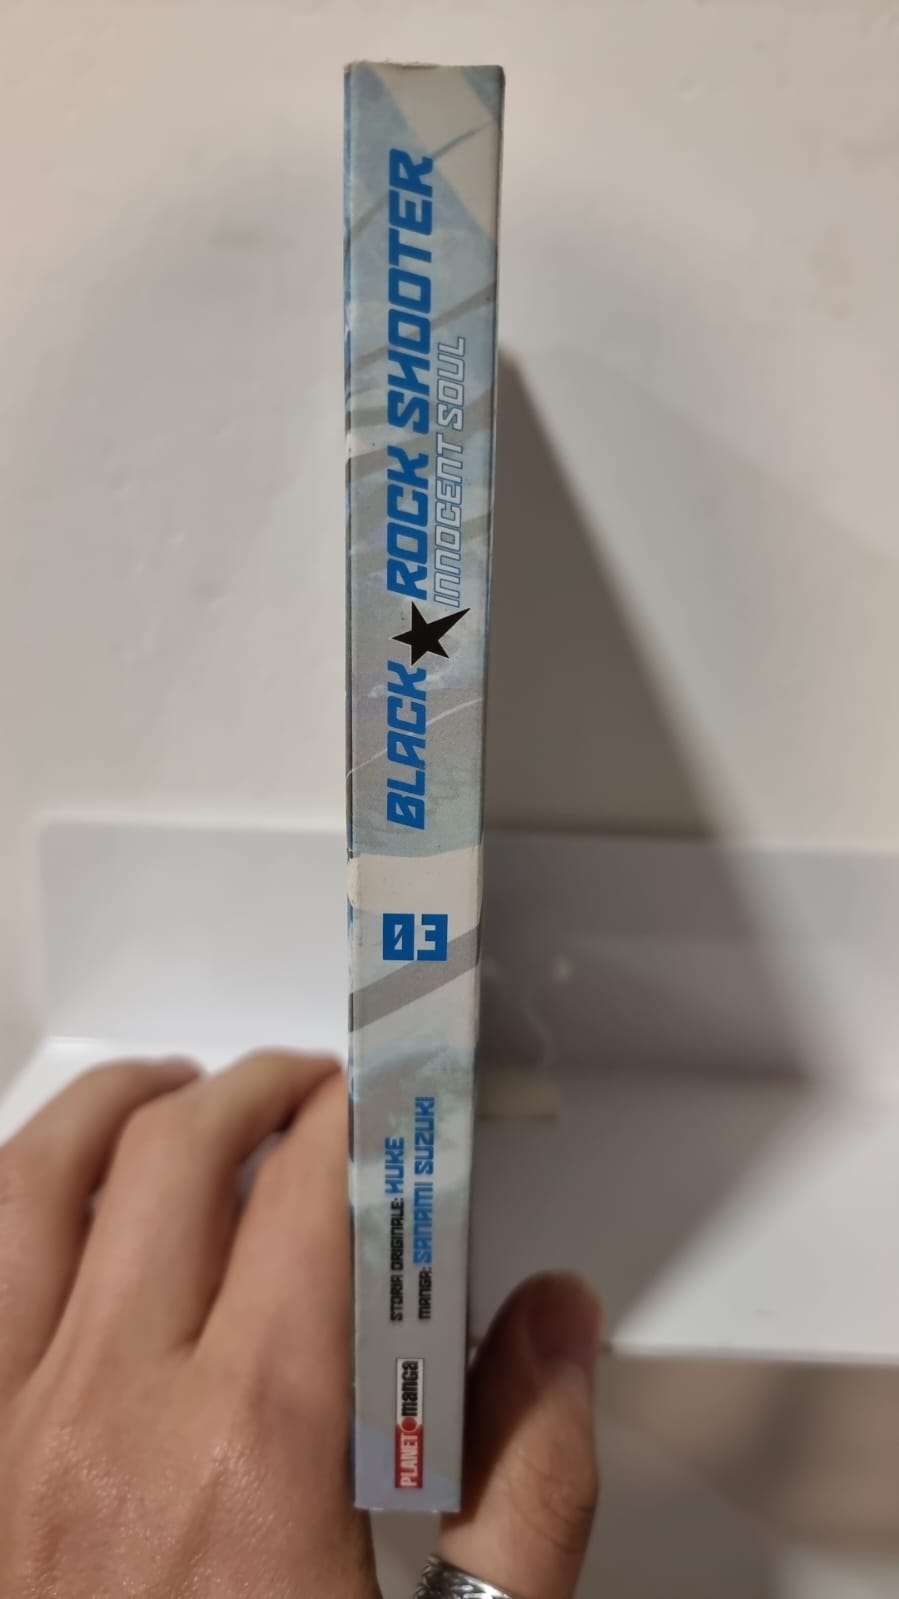 BLACK★ROCK SHOOTER
INNOCENT SOUL
03
STORIA ORIGINALE: HUKE
MANGA: SANAMI SUZUKI
PLANET manga